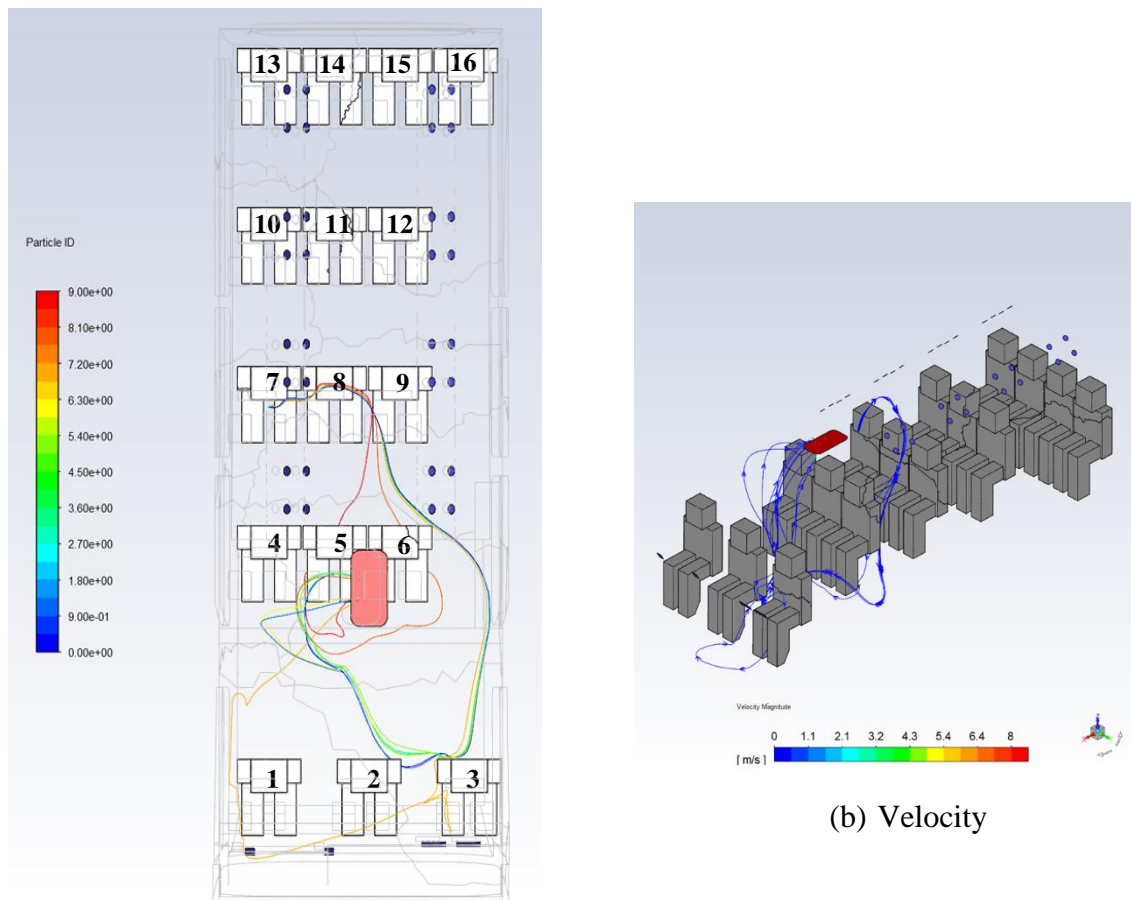 13 14 15 16
10 11 12
Particle ID
9.00e+00
8.10e+00
7.20e+00
6.30e+00
5.40e+00
4.50e+00
3.60e+00
2.70e+00
1.80e+00
9.00e-01
0.00e+00
7 8 9
4 5 6
1 2 3
Velocity Magnitude
0 1.1 2.1 3.2 4.3 5.4 6.4 8
[ m/s ]
(b) Velocity